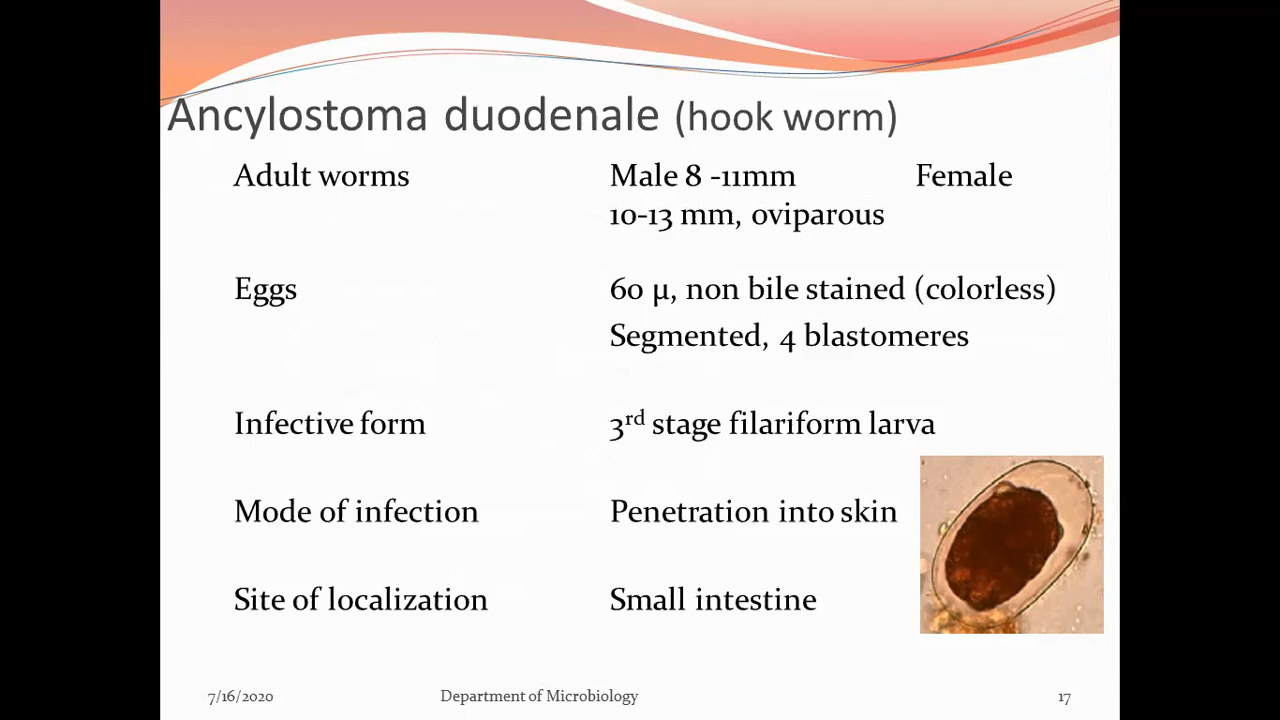 Ancylostoma duodenale (hook worm)
Adult worms Male 8 -11mm Female
10-13 mm, oviparous
Eggs 60 µ, non bile stained (colorless)
Segmented, 4 blastomeres
Infective form 3rd stage filariform larva
Mode of infection Penetration into skin
Site of localization Small intestine
7/16/2020 Department of Microbiology 17